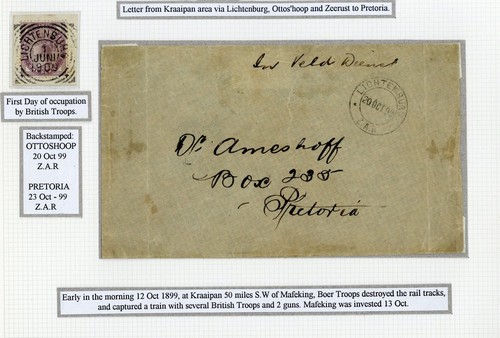 Letter from Kraaipan area via Lichtenburg, Ottos'hoop and Zeerust to Pretoria.
LICHTENBURG
1
JUNI
1900
First Day of occupation
by British Troops.
Backstamped:
OTTOSHOOP
20 Oct 99
Z.A.R
PRETORIA
23 Oct - 99
Z.A.R
In Veld Dienst
LICHTENBURG
20 OCT 99
Z.A.R.
Dr. Ameshoff
Box 235
Pretoria
Early in the morning 12 Oct 1899, at Kraaipan 50 miles S.W of Mafeking, Boer Troops destroyed the rail tracks,
and captured a train with several British Troops and 2 guns. Mafeking was invested 13 Oct.